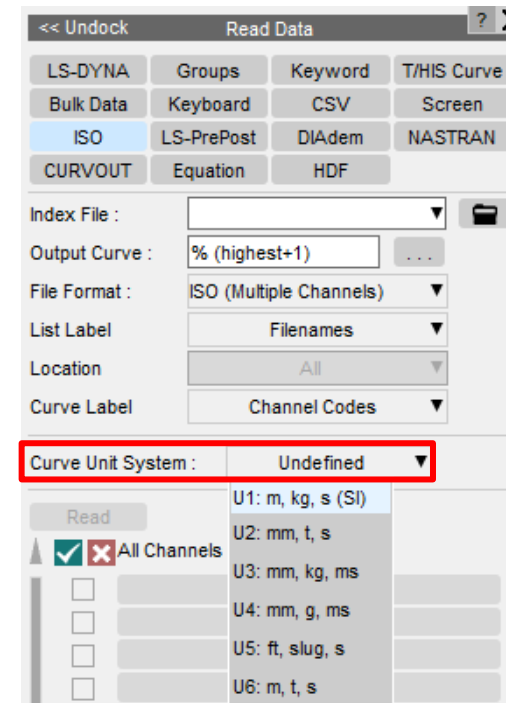 << Undock Read Data ?
LS-DYNA Groups Keyword T/HIS Curve
Bulk Data Keyboard CSV Screen
ISO LS-PrePost DIAdem NASTRAN
CURVOUT Equation HDF
Index File :
Output Curve : % (highest+1) ...
File Format : ISO (Multiple Channels)
List Label Filenames
Location All
Curve Label Channel Codes
Curve Unit System : Undefined
U1: m, kg, s (SI)
Read
U2: mm, t, s
All Channels
U3: mm, kg, ms
U4: mm, g, ms
U5: ft, slug, s
U6: m, t, s